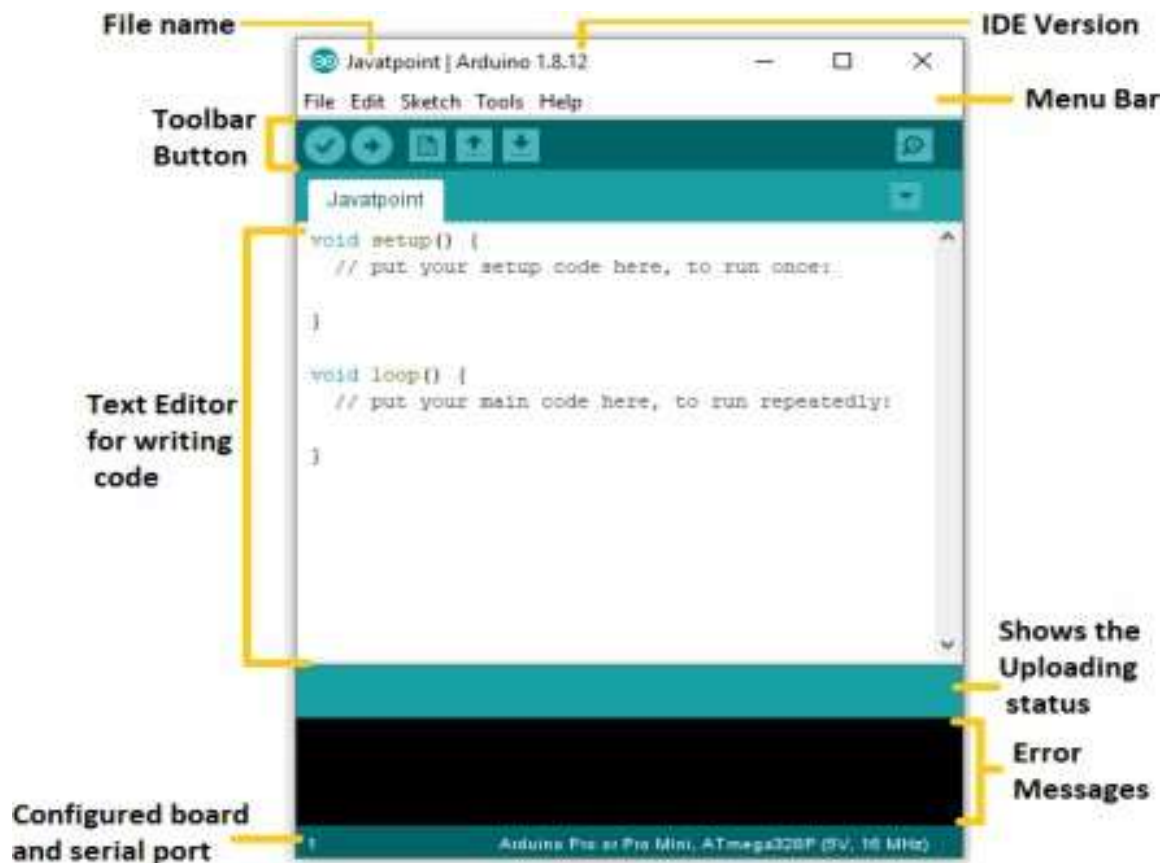 File name
IDE Version
Javatpoint | Arduino 1.8.12
File Edit Sketch Tools Help
Menu Bar
Toolbar
Button
Javatpoint
void setup() {
// put your setup code here, to run once:
}
void loop() {
// put your main code here, to run repeatedly:
}
Text Editor
for writing
code
Shows the
Uploading
status
Error
Messages
Configured board
and serial port
1
Arduino Pro or Pro Mini, ATmega328P (5V, 16 MHz)